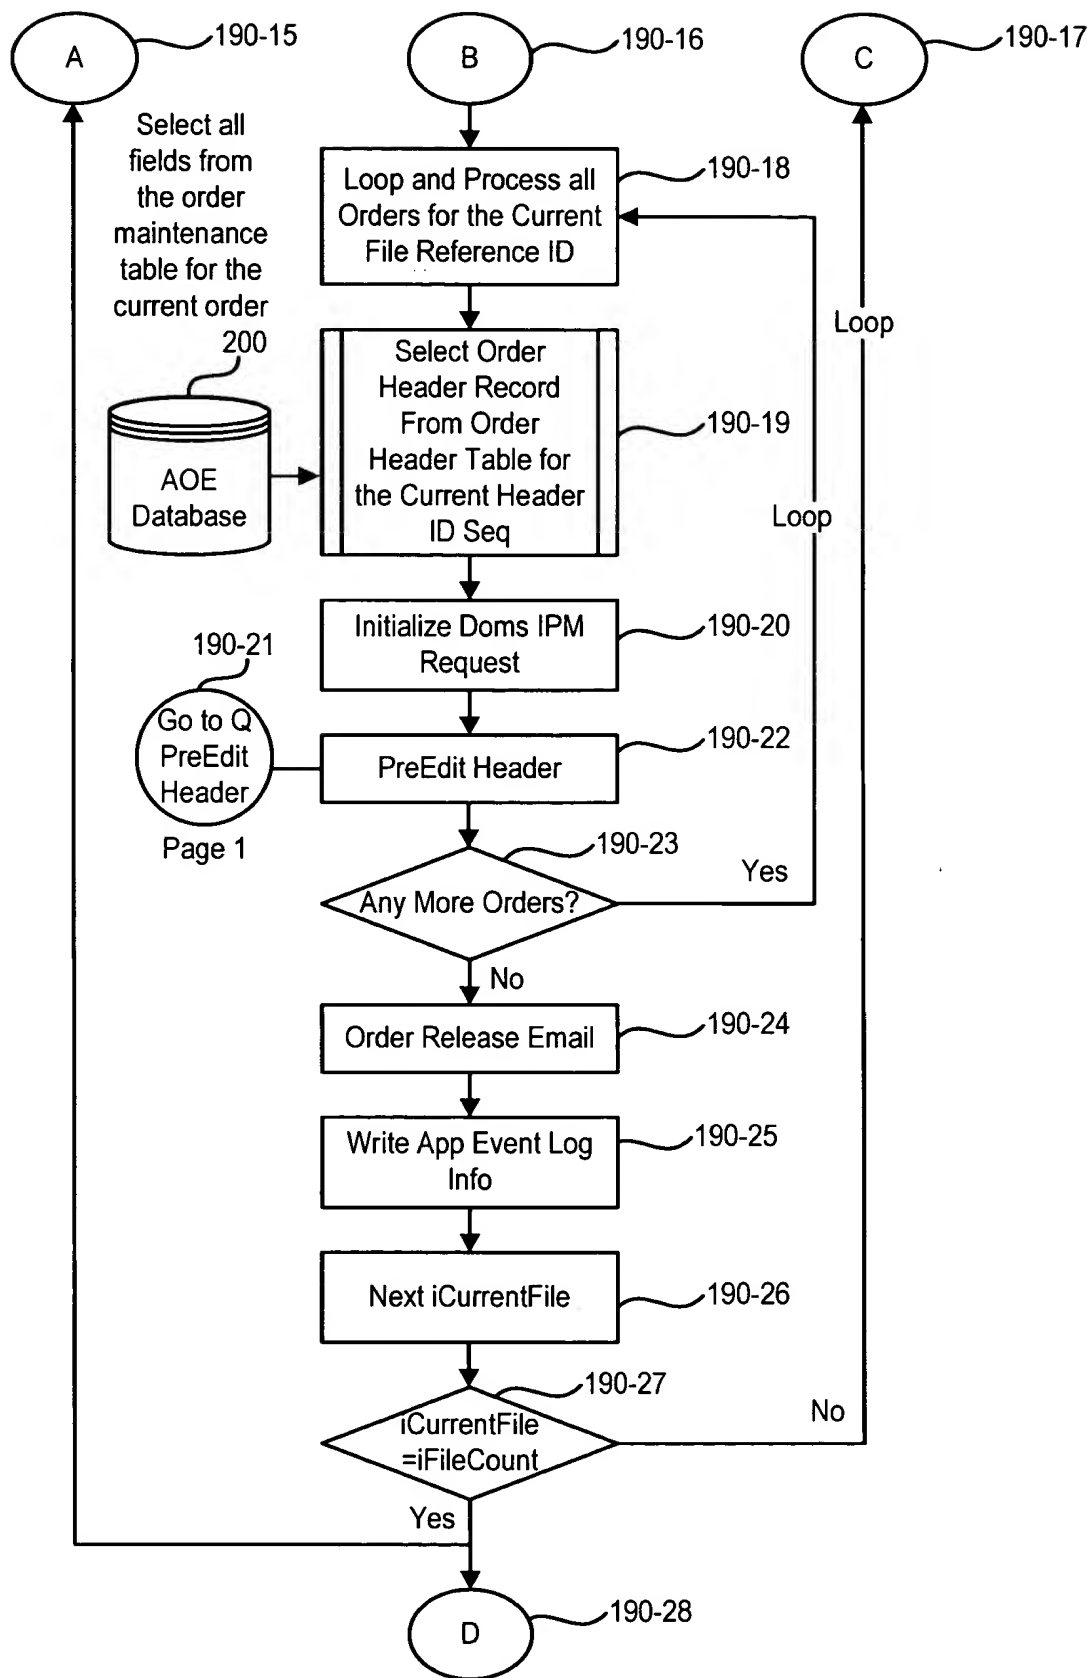 A
190-15
B
190-16
C
190-17
Select all
fields from
the order
maintenance
table for the
current order
200
AOE
Database
Loop and Process all
Orders for the Current
File Reference ID
190-18
Select Order
Header Record
From Order
Header Table for
the Current Header
ID Seq
190-19
Loop
Loop
Initialize Doms IPM
Request
190-20
190-21
Go to Q
PreEdit
Header
Page 1
PreEdit Header
190-22
Any More Orders?
190-23
Yes
No
Order Release Email
190-24
Write App Event Log
Info
190-25
Next iCurrentFile
190-26
iCurrentFile
=iFileCount
190-27
No
Yes
D
190-28